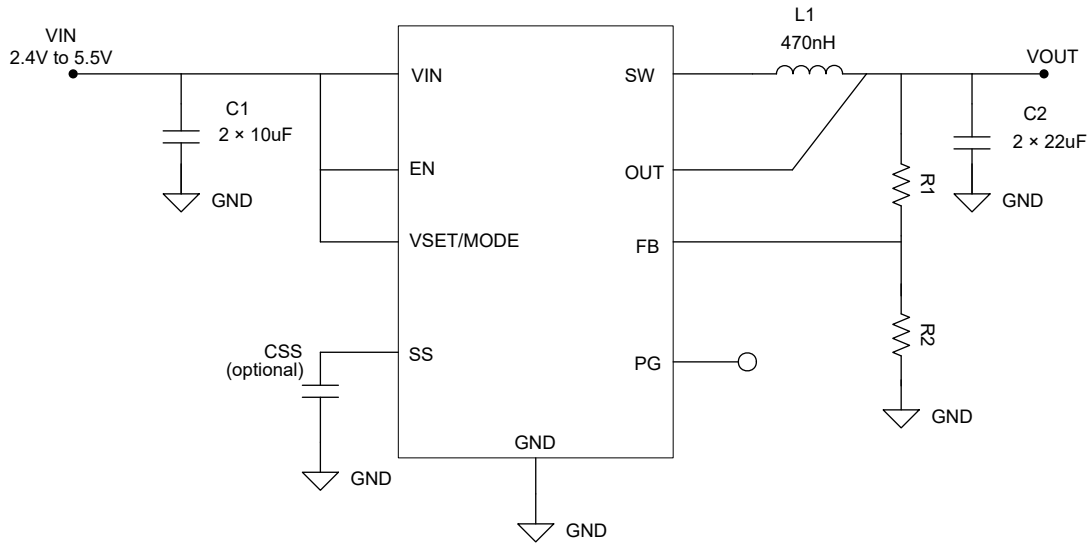 VIN
2.4V to 5.5V
C1
2 × 10uF
GND
VIN
EN
VSET/MODE
SS
CSS
(optional)
GND
GND
GND
SW
OUT
FB
PG
L1
470nH
VOUT
C2
2 × 22uF
GND
R1
R2
GND